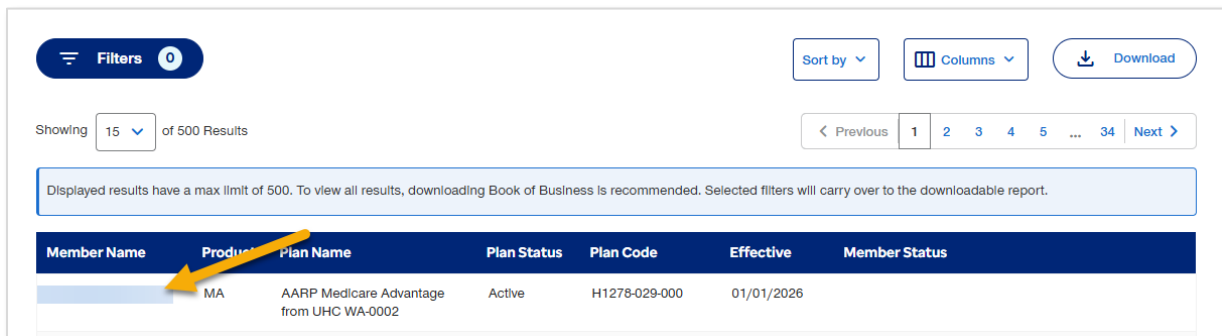 Filters 0 Sort by Columns Download
Showing 15 of 500 Results Previous 1 2 3 4 5 ... 34 Next
Displayed results have a max limit of 500. To view all results, downloading Book of Business is recommended. Selected filters will carry over to the downloadable report.
Member Name Product Plan Name Plan Status Plan Code Effective Member Status
MA AARP Medicare Advantage Active H1278-029-000 01/01/2026
from UHC WA-0002